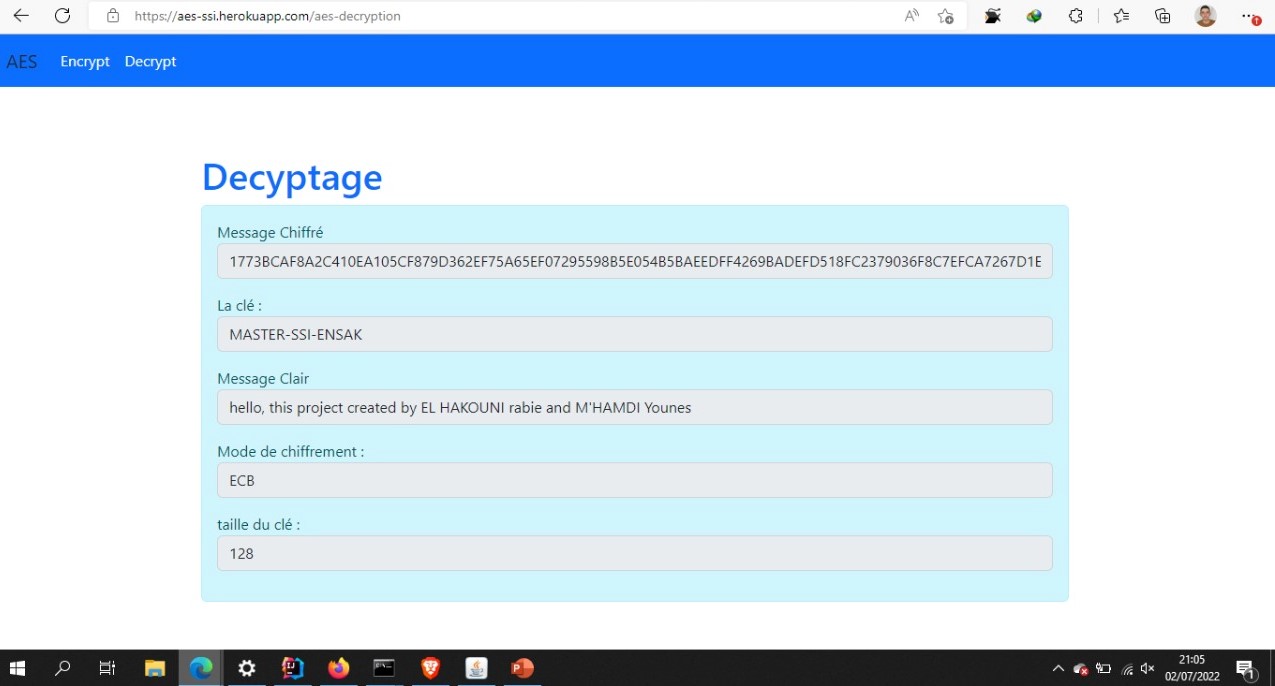 https://aes-ssi.herokuapp.com/aes-decryption
AES Encrypt Decrypt
Decyptage
Message Chiffré
1773BCAF8A2C410EA105CF879D362EF75A65EF07295598B5E054B5BAEEDFF4269BADEFD518FC2379036F8C7EFCA7267D1E
La clé :
MASTER-SSI-ENSAK
Message Clair
hello, this project created by EL HAKOUNI rabie and M'HAMDI Younes
Mode de chiffrement :
ECB
taille du clé :
128
21:05
02/07/2022
1